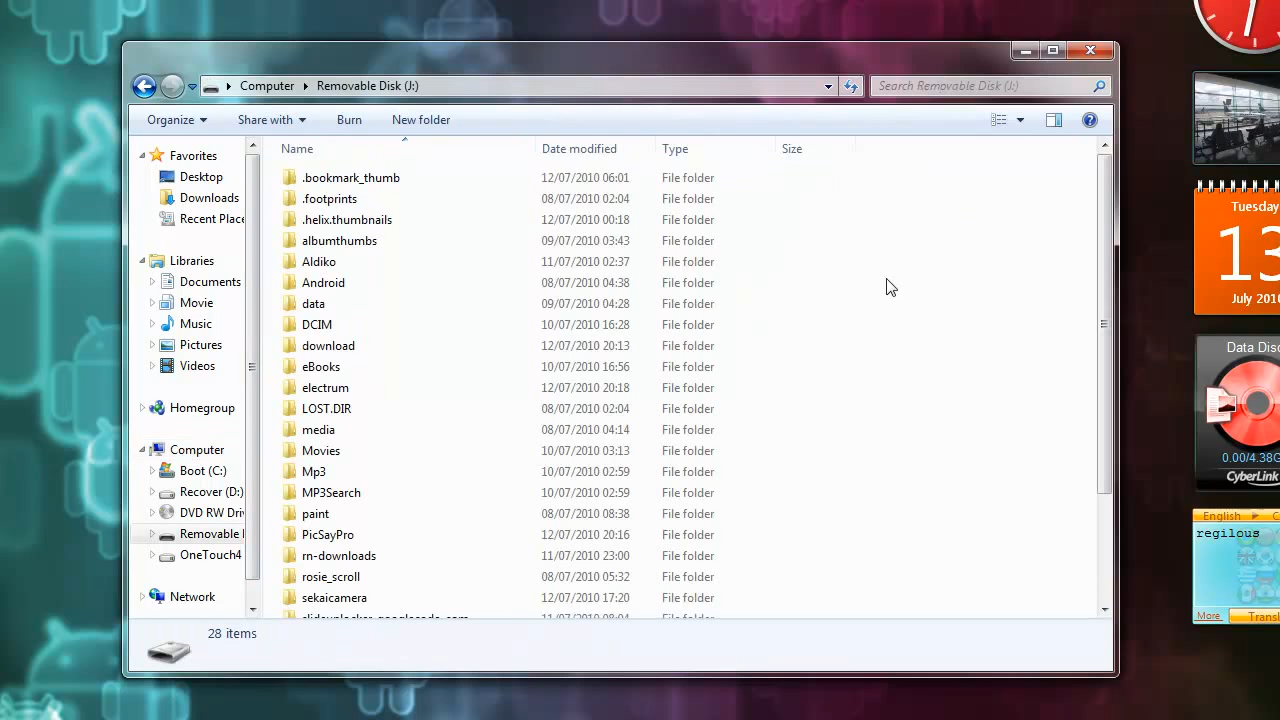 Computer Removable Disk (J:) Search Removable Disk (J:)
Organize Share with Burn New folder
Name Date modified Type Size
Favorites
Desktop
Downloads
Recent Place
Libraries
Documents
Movie
Music
Pictures
Videos
Homegroup
Computer
Boot (C:)
Recover (D:)
DVD RW Driv
Removable
OneTouch4
Network
.bookmark_thumb 12/07/2010 06:01 File folder
.footprints 08/07/2010 02:04 File folder
.helix.thumbnails 12/07/2010 00:18 File folder
albumthumbs 09/07/2010 03:43 File folder
Aldiko 11/07/2010 02:37 File folder
Android 08/07/2010 04:38 File folder
data 09/07/2010 04:28 File folder
DCIM 10/07/2010 16:28 File folder
download 12/07/2010 20:13 File folder
eBooks 10/07/2010 16:56 File folder
electrum 12/07/2010 20:18 File folder
LOST.DIR 08/07/2010 02:04 File folder
media 08/07/2010 04:14 File folder
Movies 10/07/2010 03:13 File folder
Mp3 10/07/2010 02:59 File folder
MP3Search 10/07/2010 02:59 File folder
paint 08/07/2010 08:38 File folder
PicSayPro 12/07/2010 20:16 File folder
rn-downloads 11/07/2010 23:00 File folder
rosie_scroll 08/07/2010 05:32 File folder
sekaicamera 12/07/2010 17:20 File folder
28 items
Tuesday
13
July 2010
Data Disc
0.00/4.38G
CyberLink
English
regilous
More Transl